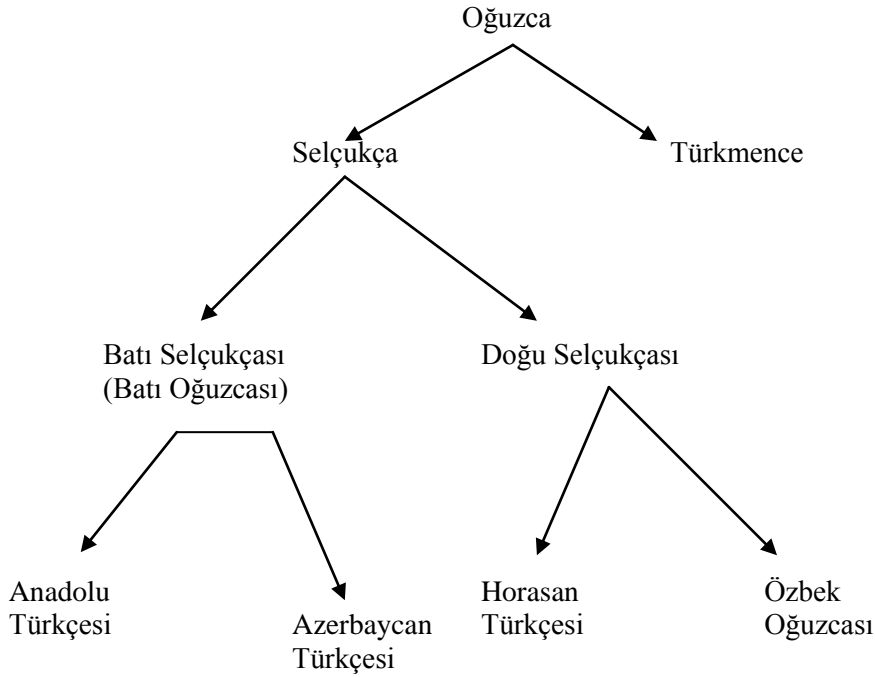 Oğuzca
Selçukça
Türkmence
Batı Selçukçası
(Batı Oğuzcası)
Doğu Selçukçası
Anadolu
Türkçesi
Azerbaycan
Türkçesi
Horasan
Türkçesi
Özbek
Oğuzcası